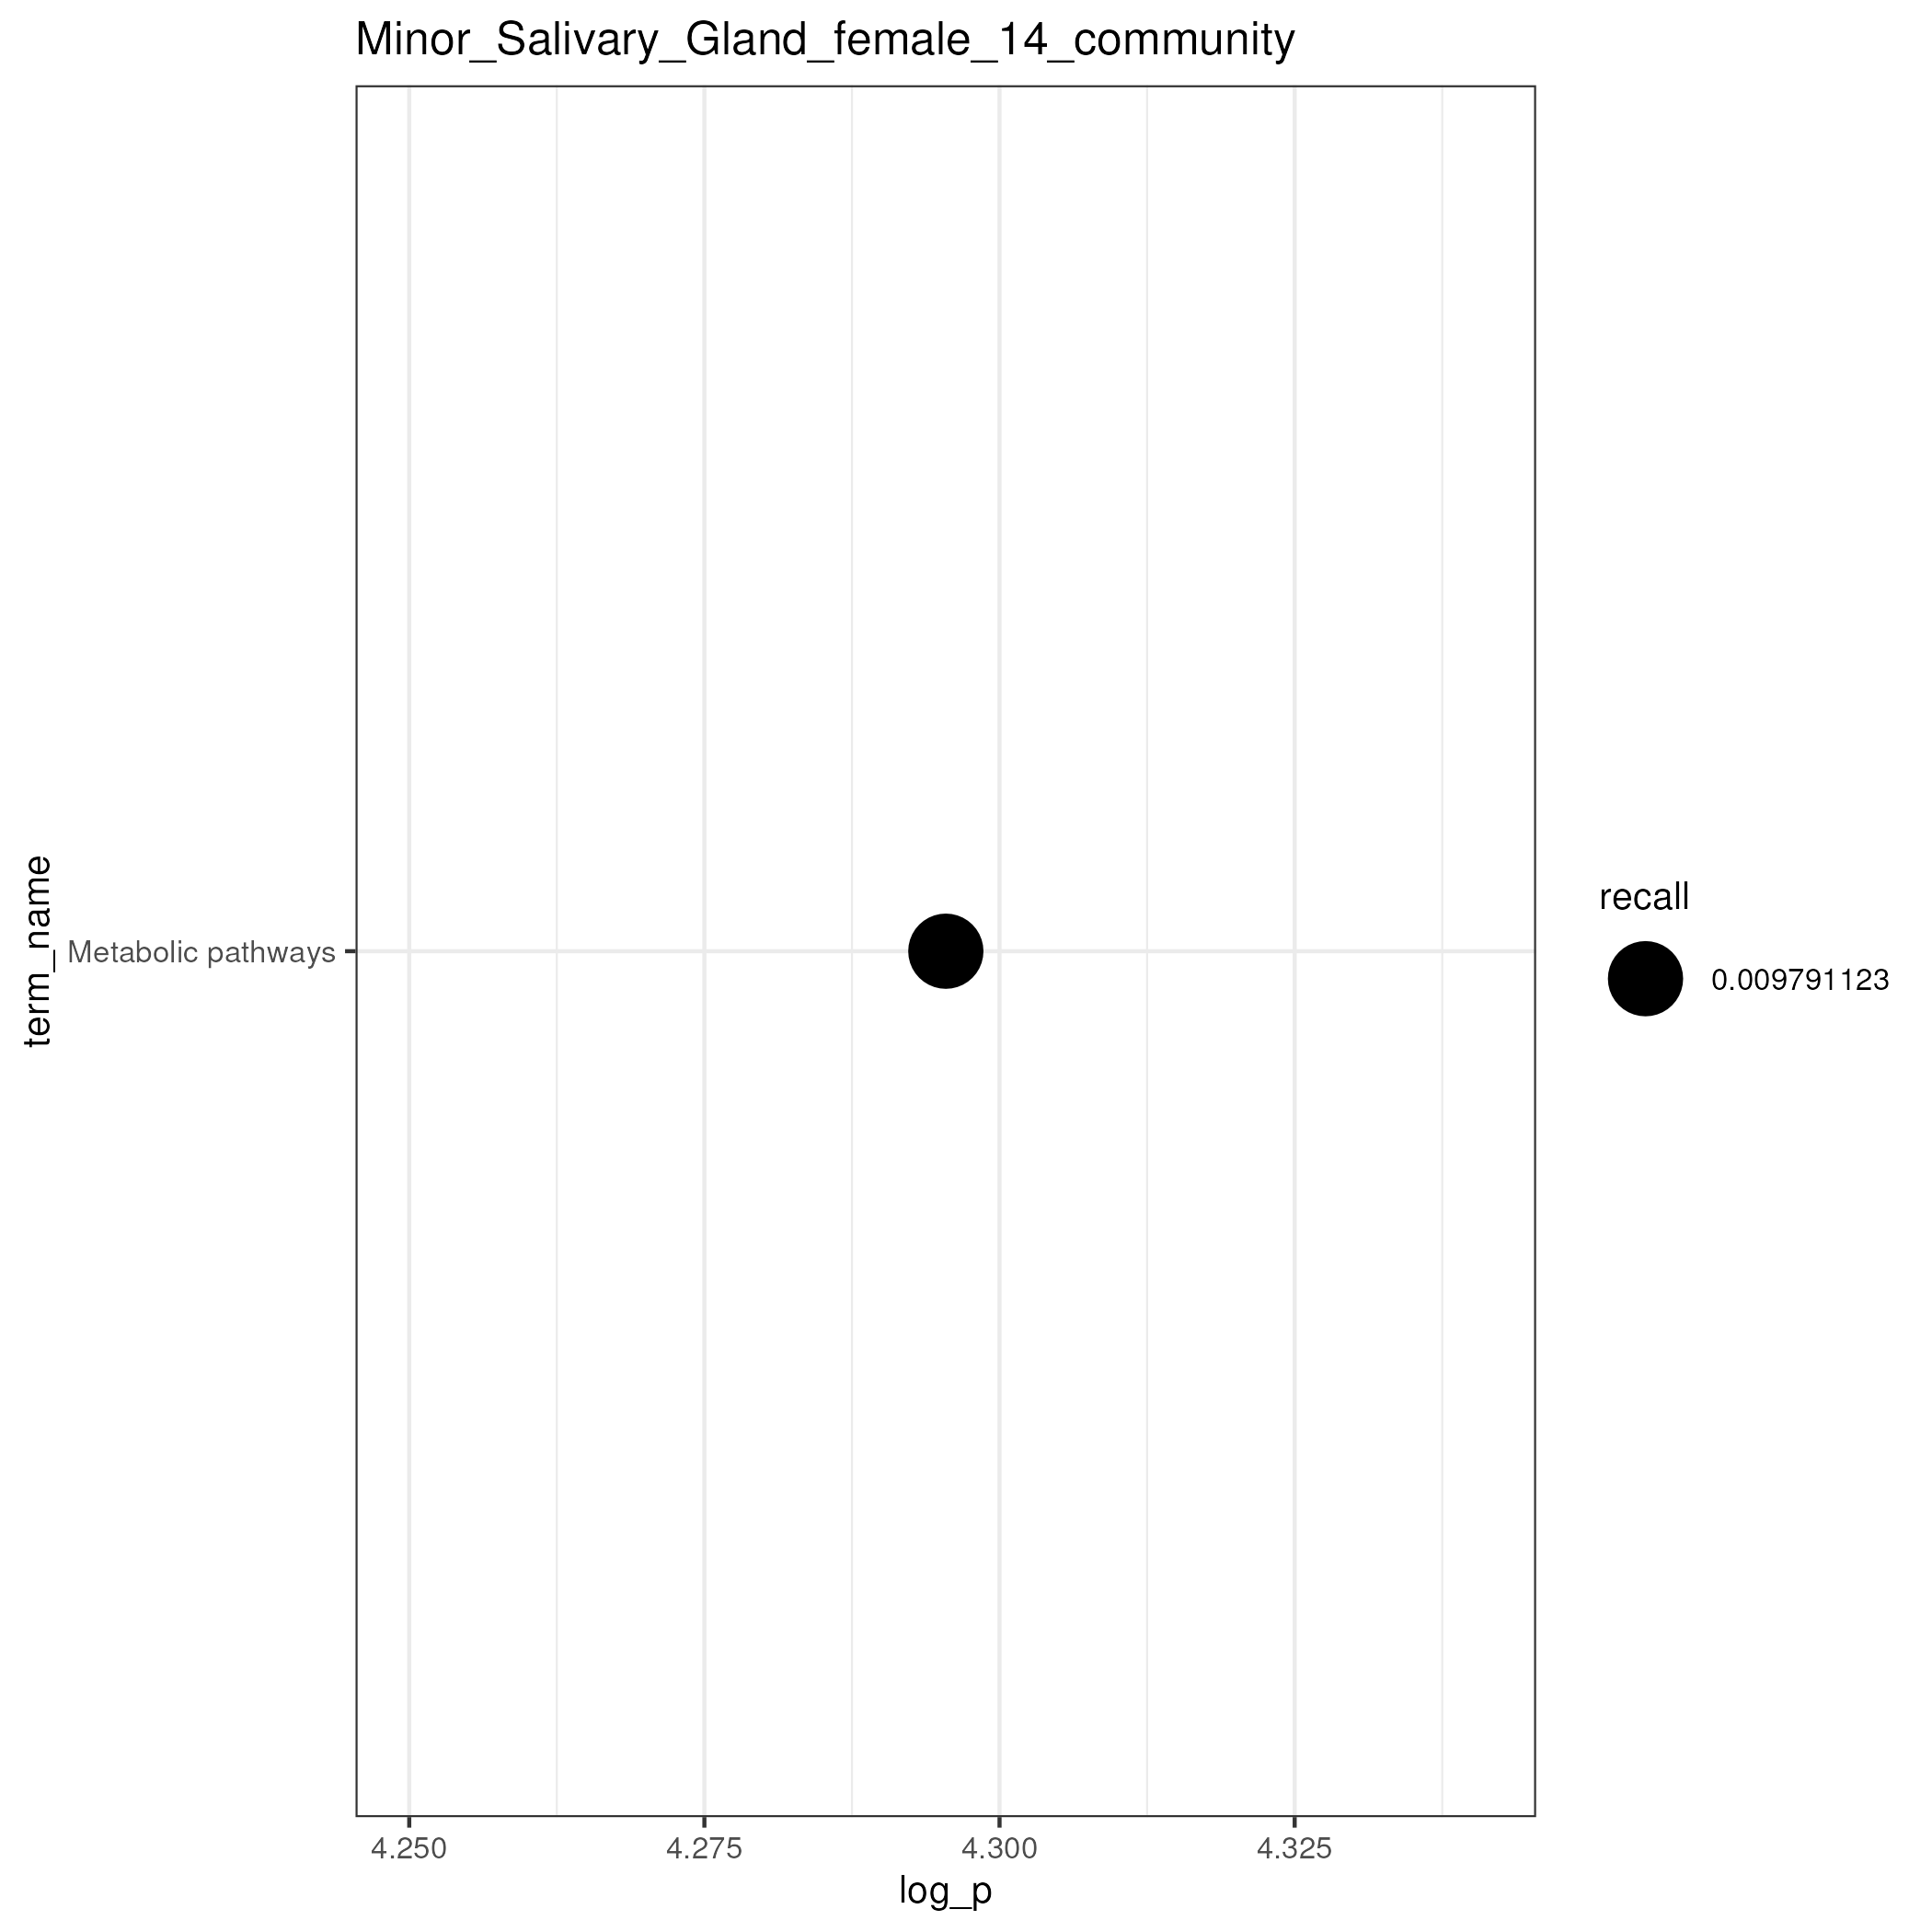 Minor_Salivary_Gland_female_14_community
term_name
Metabolic pathways
recall
0.009791123
4.250 4.275 4.300 4.325
log_p